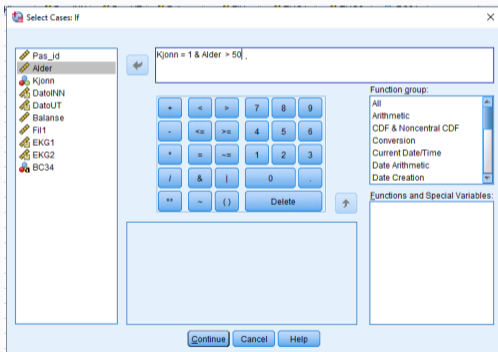 Select Cases: If
Pas_id
Alder
Kjonn
DatoINN
DatoUT
Balanse
Fil1
EKG1
EKG2
BC34
Kjonn = 1 & Alder > 50 .
+ < > 7 8 9
- <= >= 4 5 6
* = ~= 1 2 3
/ & | 0 .
** ~ ( ) Delete
Function group:
All
Arithmetic
CDF & Noncentral CDF
Conversion
Current Date/Time
Date Arithmetic
Date Creation
Functions and Special Variables:
Continue Cancel Help